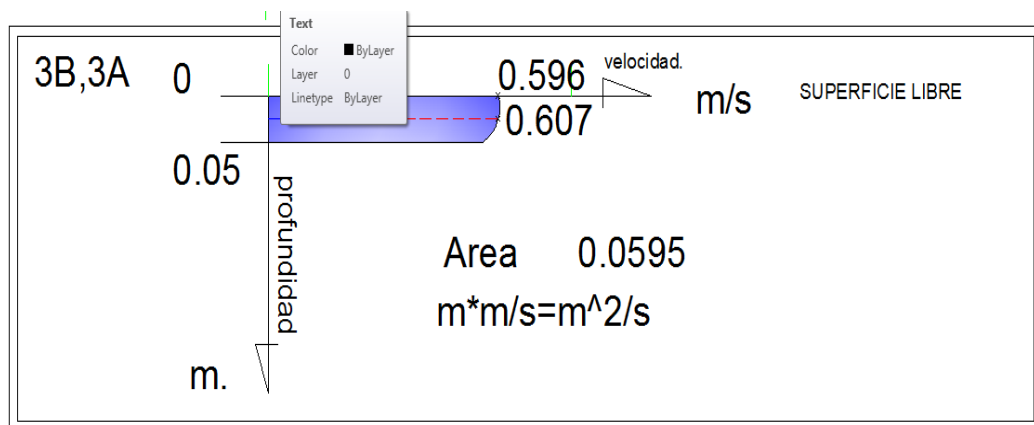 Text
Color ByLayer
Layer 0
Linetype ByLayer
3B,3A
0
0.596
velocidad.
m/s
SUPERFICIE LIBRE
0.607
0.05
profundidad
Area 0.0595
m*m/s=m^2/s
m.